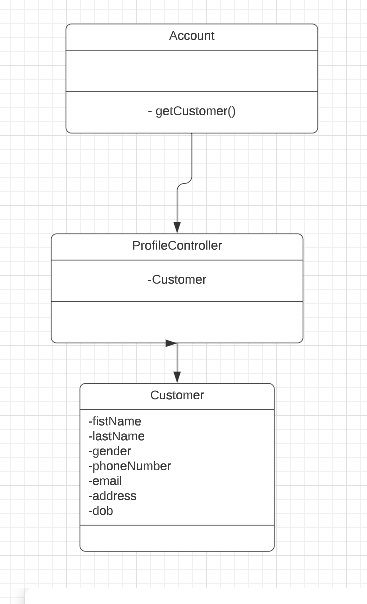 Account
- getCustomer()
ProfileController
-Customer
Customer
-fistName
-lastName
-gender
-phoneNumber
-email
-address
-dob